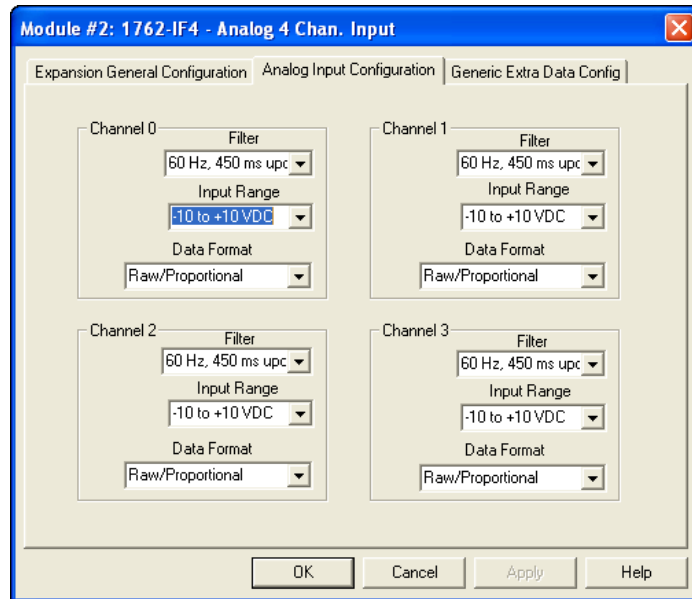 Module #2: 1762-IF4 - Analog 4 Chan. Input
Expansion General Configuration Analog Input Configuration Generic Extra Data Config
Channel 0
Filter
60 Hz, 450 ms upc
Input Range
-10 to +10 VDC
Data Format
Raw/Proportional
Channel 1
Filter
60 Hz, 450 ms upc
Input Range
-10 to +10 VDC
Data Format
Raw/Proportional
Channel 2
Filter
60 Hz, 450 ms upc
Input Range
-10 to +10 VDC
Data Format
Raw/Proportional
Channel 3
Filter
60 Hz, 450 ms upc
Input Range
-10 to +10 VDC
Data Format
Raw/Proportional
OK Cancel Apply Help